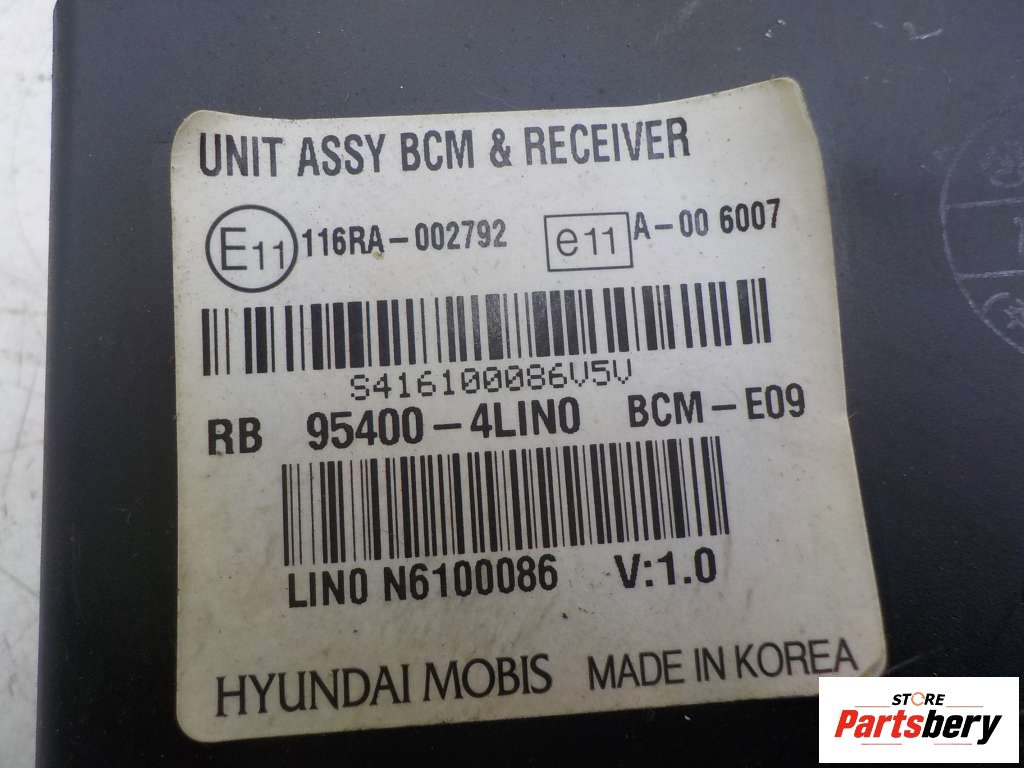 UNIT ASSY BCM & RECEIVER
E11 116RA-002792 e11 A-00 6007
S416100086V5V
RB 95400-4LIN0 BCM-E09
LIN0 N6100086 V:1.0
HYUNDAI MOBIS MADE IN KOREA
STORE
Partsbery